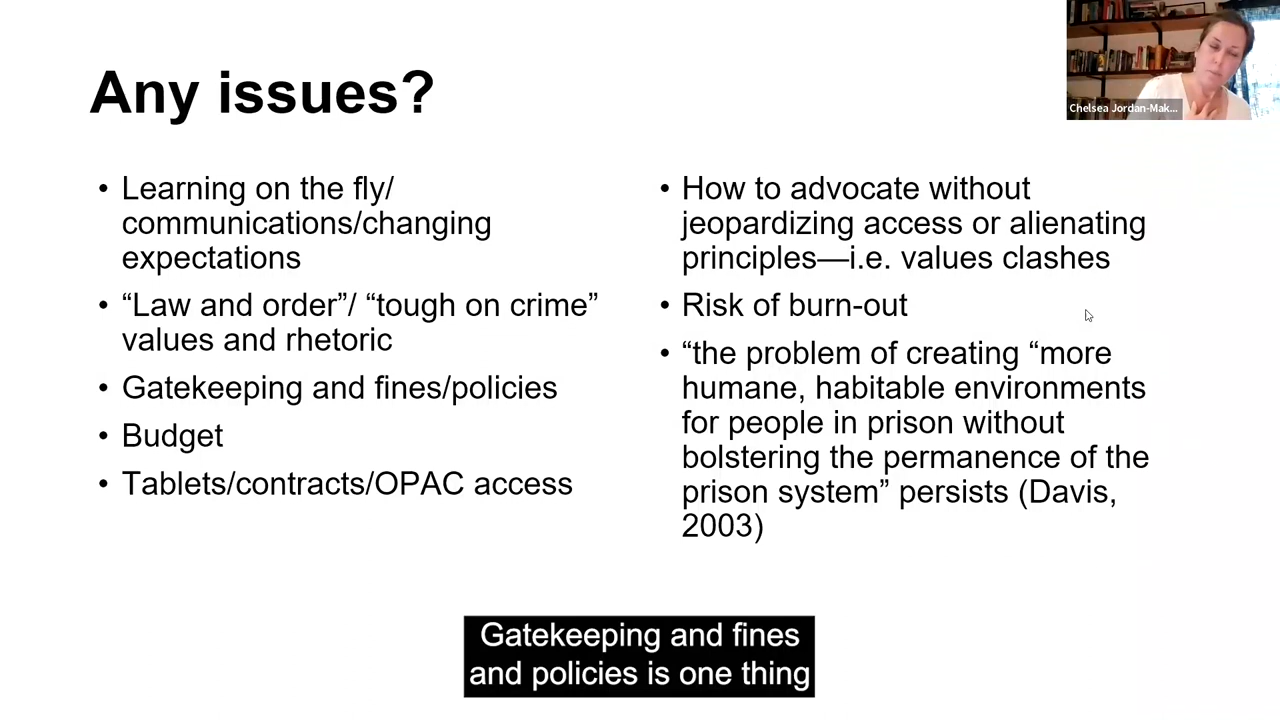 Any issues?
Chelsea Jordan-Mak...
• Learning on the fly/
communications/changing
expectations
• “Law and order”/ “tough on crime”
values and rhetoric
• Gatekeeping and fines/policies
• Budget
• Tablets/contracts/OPAC access
• How to advocate without
jeopardizing access or alienating
principles—i.e. values clashes
• Risk of burn-out
• “the problem of creating “more
humane, habitable environments
for people in prison without
bolstering the permanence of the
prison system” persists (Davis,
2003)
Gatekeeping and fines
and policies is one thing